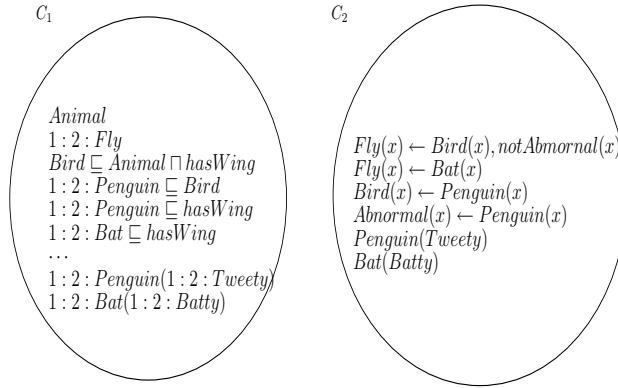 C1
Animal
1 : 2 : Fly
Bird ⊑ Animal ⊓ hasWing
1 : 2 : Penguin ⊑ Bird
1 : 2 : Penguin ⊑ hasWing
1 : 2 : Bat ⊑ hasWing
⋯
1 : 2 : Penguin(1 : 2 : Tweety)
1 : 2 : Bat(1 : 2 : Batty)
C2
Fly(x) ← Bird(x), notAbmornal(x)
Fly(x) ← Bat(x)
Bird(x) ← Penguin(x)
Abnormal(x) ← Penguin(x)
Penguin(Tweety)
Bat(Batty)